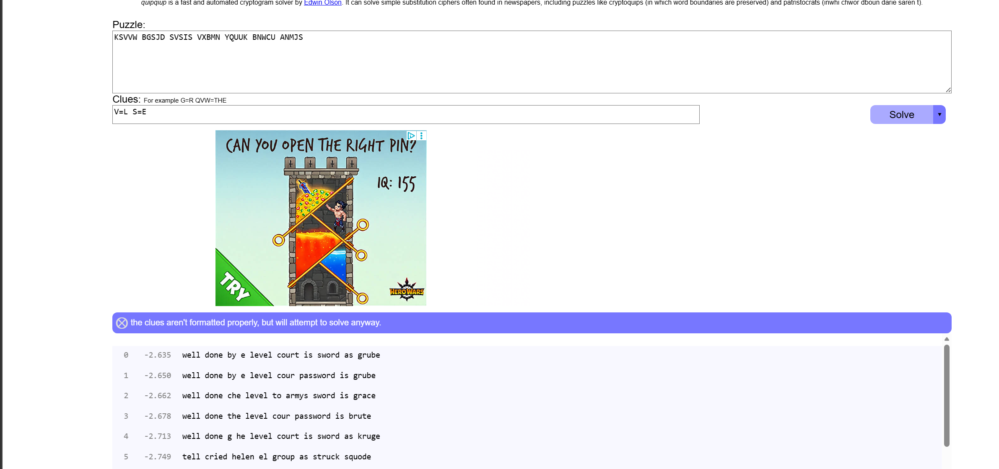 quipqiup is a fast and automated cryptogram solver by Edwin Olson. It can solve simple substitution ciphers often found in newspapers, including puzzles like cryptoquips (in which word boundaries are preserved) and patristocrats (inwhi chwor dboun darie saren t).
Puzzle:
KSVVW BGSJD SVSIS VXBMN YQUUK BNWCU ANMJS
Clues: For example G=R QVW=THE
V=L S=E
Solve
CAN YOU OPEN THE RIGHT PIN?
IQ: 155
TRY
HERO WARS
the clues aren't formatted properly, but will attempt to solve anyway.
0 -2.635 well done by e level court is sword as grube
1 -2.650 well done by e level cour password is grube
2 -2.662 well done che level to armys sword is grace
3 -2.678 well done the level cour password is brute
4 -2.713 well done g he level court is sword as kruge
5 -2.749 tell cried helen el group as struck squode